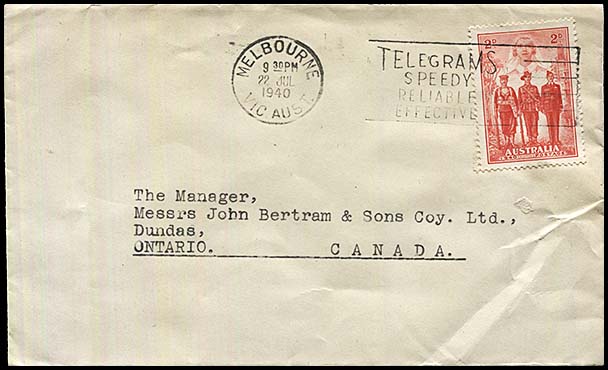 MELBOURNE
9 30PM
22 JUL
1940
VIC AUST.
TELEGRAMS
SPEEDY
RELIABLE
EFFECTIVE
2D 2D
AUSTRALIA
POSTAGE
The Manager,
Messrs John Bertram & Sons Coy. Ltd.,
Dundas,
ONTARIO. CANADA.